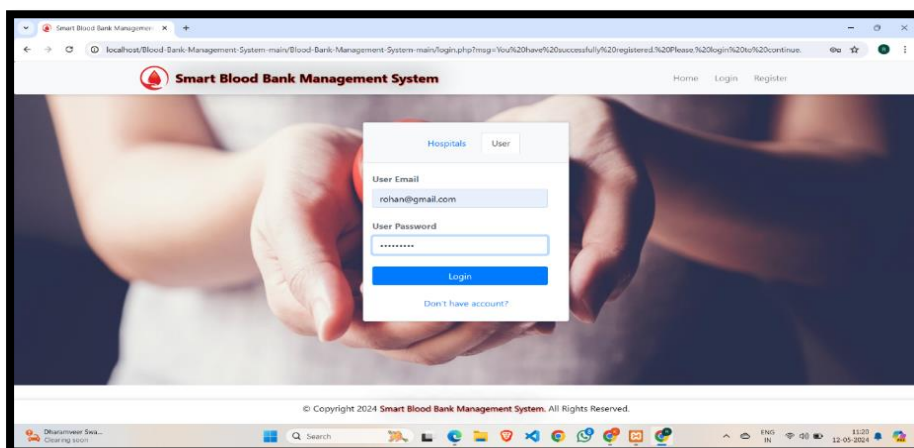 Smart Blood Bank Managemen
localhost/Blood-Bank-Management-System-main/Blood-Bank-Management-System-main/login.php?msg=You%20have%20successfully%20registered.%20Please,%20login%20to%20continue.
Smart Blood Bank Management System
Home Login Register
Hospitals User
User Email
rohan@gmail.com
User Password
•••••••••
Login
Don't have account?
© Copyright 2024 Smart Blood Bank Management System. All Rights Reserved.
Dharamveer Swa...
Clearing soon
Search
ENG
IN
11:20
12-05-2024